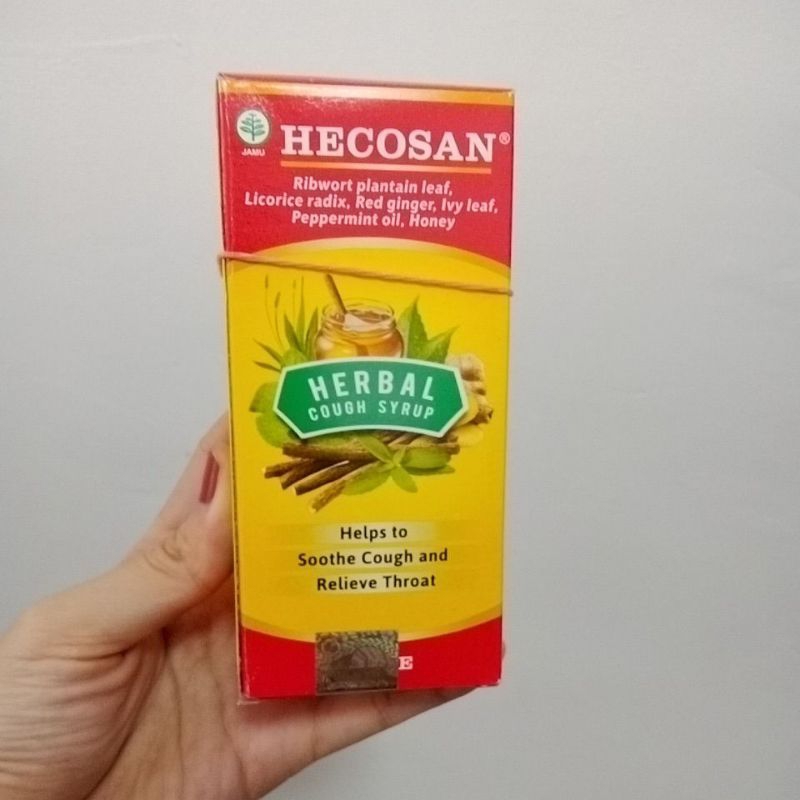 JAMU
HECOSAN®
Ribwort plantain leaf,
Licorice radix, Red ginger, Ivy leaf,
Peppermint oil, Honey
HERBAL
COUGH SYRUP
Helps to
Soothe Cough and
Relieve Throat